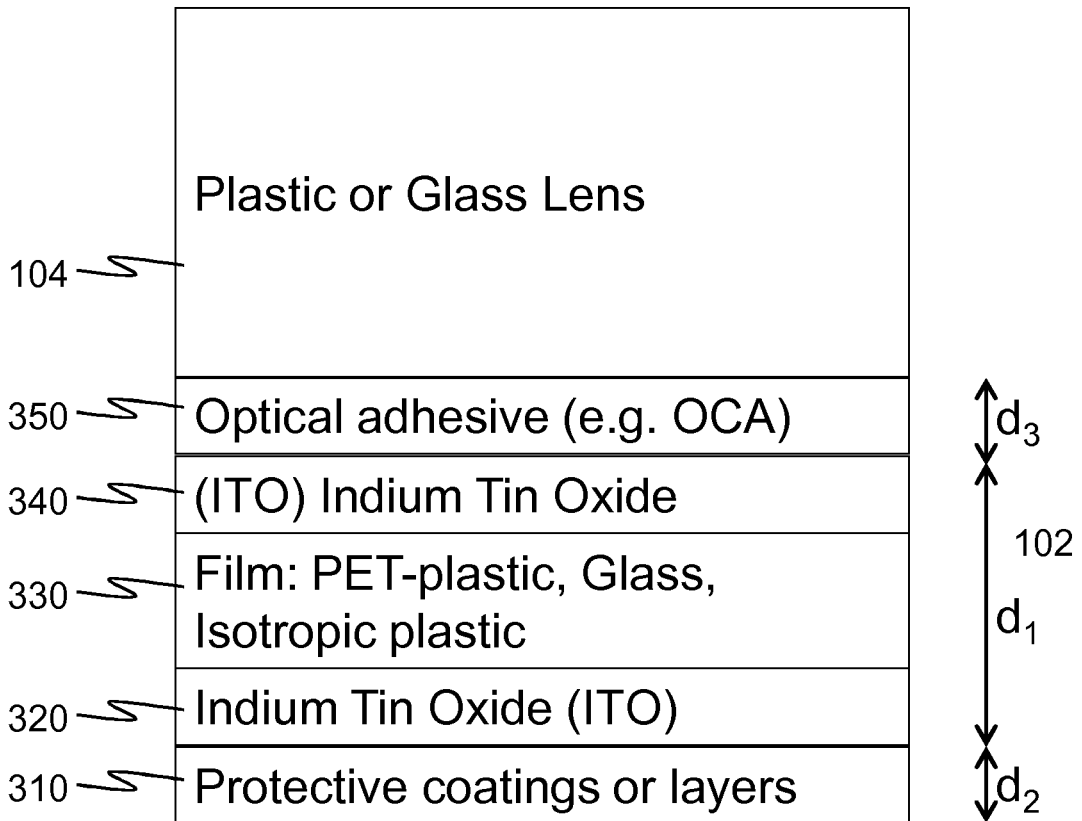 Plastic or Glass Lens
104
350 Optical adhesive (e.g. OCA) d3
340 (ITO) Indium Tin Oxide
102
330 Film: PET-plastic, Glass,
Isotropic plastic
d1
320 Indium Tin Oxide (ITO)
310 Protective coatings or layers d2